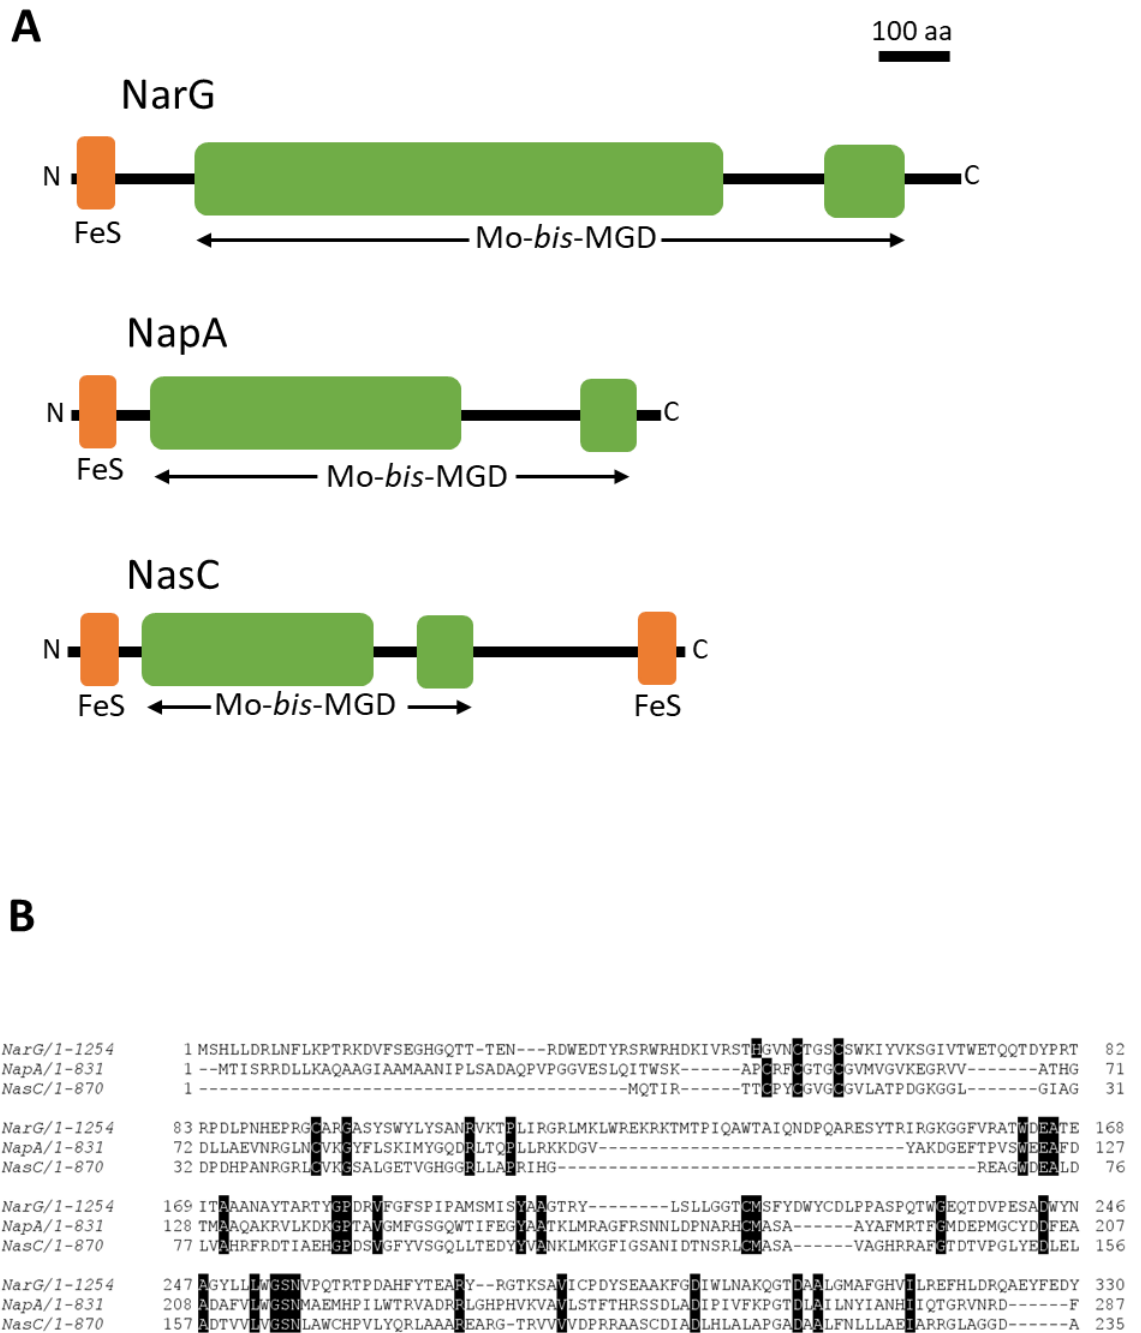 A
100 aa
NarG
N
C
FeS
Mo-bis-MGD
NapA
N
C
FeS
Mo-bis-MGD
NasC
N
C
FeS
Mo-bis-MGD
FeS
B
NarG/1-1254 1 MSHLLDRLNFLKPTRKDVFSEGHGQTT-TEN---RDWEDTYRSRWRHDKIVRSTHGVNCTGSCSWKIYVKSGIVTWETQQTDYPRT 82
NapA/1-831 1 --MTISRRDLLKAQAAGIAAMAANIPLSADAQPVPGGVESLQITWSK------APCRFCGTGCGVMVGVKEGRVV-------ATHG 71
NasC/1-870 1 ------------------------------------------MQTIR------TTCPYCGVGCGVLATPDGKGGL-------GIAG 31
NarG/1-1254 83 RPDLPNHEPRGCARGASYSWYLYSANRVKTPLIRGRLMKLWREKRKTMTPIQAWTAIQNDPQARESYTRIRGKGGFVRATWDEATE 168
NapA/1-831 72 DLLAEVNRGLNCVKGYFLSKIMYGQDRLTQPLLRKKDGV------------------------------YAKDGEFTPVSWEEAFD 127
NasC/1-870 32 DPDHPANRGRLCVKGSALGETVGHGGRLLAPRIHG-----------------------------------------REAGWDEALD 76
NarG/1-1254 169 ITAAANAYTARTYGPDRVFGFSPIPAMSMISYAAGTRY--------LSLLGGTCMSFYDWYCDLPPASPQTWGEQTDVPESADWYN 246
NapA/1-831 128 TMAAQAKRVLKDKGPTAVGMFGSGQWTIFEGYAATKLMRAGFRSNNLDPNARHCMASA------AYAFMRTFGMDEPMGCYDDFEA 207
NasC/1-870 77 LVAHRFRDTIAEHGPDSVGFYVSGQLLTEDYYVANKLMKGFIGSANIDTNSRLCMASA------VAGHRRAFGTDTVPGLYEDLEL 156
NarG/1-1254 247 AGYLLLWGSNVPQTRTPDAHFYTEARY--RGTKSAVICPDYSEAAKFGDIWLNAKQGTDAALGMAFGHVILREFHLDRQAEYFEDY 330
NapA/1-831 208 ADAFVLWGSNMAEMHPILWTRVADRRLGHPHVKVAVLSTFTHRSSDLADIPIVFKPGTDLAILNYIANHIIQTGRVNRD------F 287
NasC/1-870 157 ADTVVLVGSNLAWCHPVLYQRLAAAREARG-TRVVVVDPRRAASCDIADLHLALAPGADAALFNLLLAEIARRGLAGGD------A 235